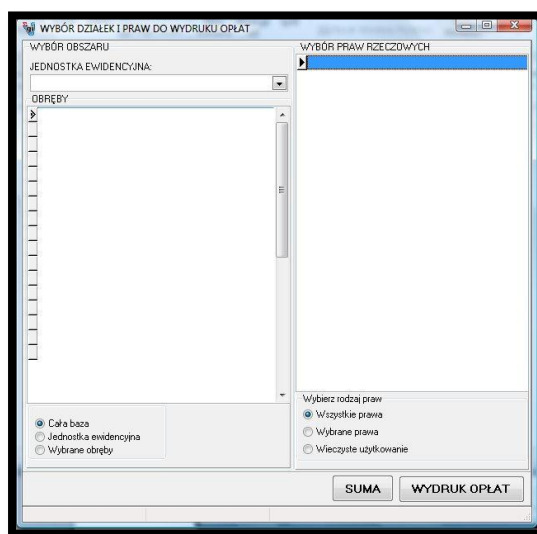 WYBÓR DZIAŁEK I PRAW DO WYDRUKU OPŁAT
WYBÓR OBSZARU
JEDNOSTKA EWIDENCYJNA:
OBRĘBY
Cała baza
Jednostka ewidencyjna
Wybrane obręby
WYBÓR PRAW RZECZOWYCH
Wybierz rodzaj praw
Wszystkie prawa
Wybrane prawa
Wieczyste użytkowanie
SUMA
WYDRUK OPŁAT